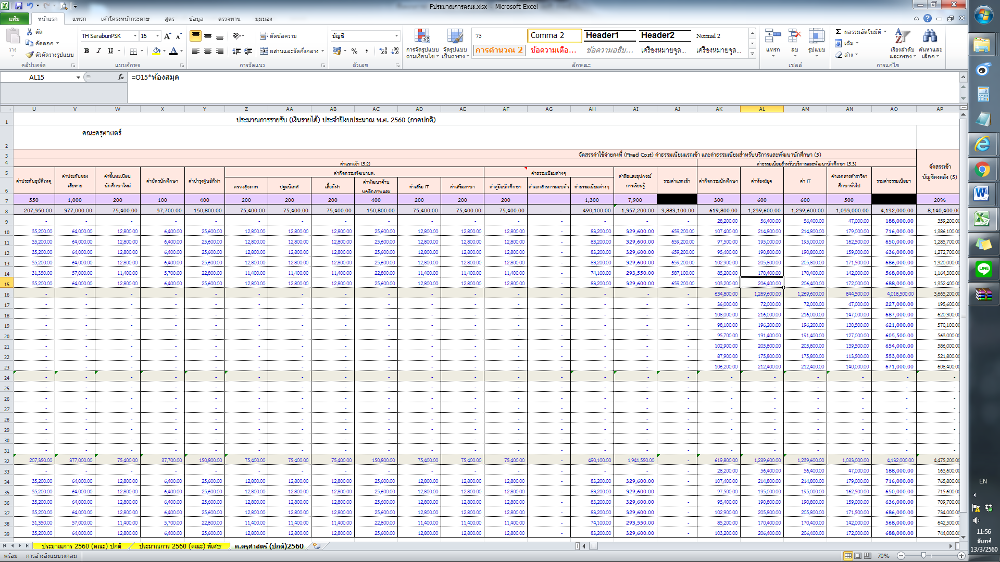 Fประมาณการคณะ.xlsx - Microsoft Excel
แฟ้ม หน้าแรก แทรก เค้าโครงหน้ากระดาษ สูตร ข้อมูล ตรวจทาน มุมมอง
วาง ตัด คัดลอก ตัวคัดวางรูปแบบ คลิปบอร์ด
TH SarabunPSK 16 B I U แบบอักษร
ตัดข้อความ ผสานและจัดกึ่งกลาง การจัดแนว
บัญชี % ตัวเลข
การจัดรูปแบบตามเงื่อนไข จัดรูปแบบเป็นตาราง
75 Comma 2 Header1 Header2 Normal 2
การคำนวณ 2 ข้อความเตือ... ข้อความอธิบ... เครื่องหมายจุล... เครื่องหมายจุล...
ลักษณะ
แทรก ลบ รูปแบบ เซลล์
Σ ผลรวมอัตโนมัติ เติม ล้าง เรียงลำดับและกรอง ค้นหาและเลือก การแก้ไข
AL15 fx =O15*ห้องสมุด
U V W X Y Z AA AB AC AD AE AF AG AH AI AJ AK AL AM AN AO AP
1 ประมาณการรายรับ (เงินรายได้) ประจำปีงบประมาณ พ.ศ. 2560 (ภาคปกติ)
2 คณะครุศาสตร์
3 จัดสรรค่าใช้จ่ายคงที่ (Fixed Cost) ค่าธรรมเนียมแรกเข้า และค่าธรรมเนียมสำหรับบริการและพัฒนานักศึกษา (5)
4 ค่าแรกเข้า (5.2) ค่าธรรมเนียมสำหรับบริการและพัฒนานักศึกษา (5.3)
5 ค่าประกันอุบัติเหตุ ค่าประกันของเสียหาย ค่าขึ้นทะเบียนนักศึกษาใหม่ ค่าบัตรนักศึกษา ค่าบำรุงศูนย์กีฬา ค่ากิจกรรมพัฒนานศ. ค่าธรรมเนียมต่างๆ ค่าสื่อและอุปกรณ์การเรียนรู้ รวมค่าแรกเข้า ค่ากิจกรรมนักศึกษา ค่าห้องสมุด ค่า IT ค่าเอกสารตำราวิชาศึกษาทั่วไป รวมค่าธรรมเนียมฯ จัดสรรเข้าบัญชีคงคลัง (5)
6 ตรวจสุขภาพ ปฐมนิเทศ เสื้อกีฬา ค่าพัฒนาด้านบุคลิกภาพและ ค่าเสริม IT ค่าเสริมภาษา ค่าคู่มือนักศึกษา ค่าเอกสารการมอบตัว ค่าธรรมเนียมต่างๆ
7 550 1,000 200 100 400 200 200 200 400 200 200 200 1,300 7,900 300 600 600 500 20%
8 207,350.00 377,000.00 75,400.00 37,700.00 150,800.00 75,400.00 75,400.00 75,400.00 150,800.00 75,400.00 75,400.00 75,400.00 - 490,100.00 1,357,200.00 3,883,100.00 619,800.00 1,239,600.00 1,239,600.00 1,033,000.00 4,132,000.00 8,140,400.00
9 - - - - - - - - - - - - - - - - 28,200.00 56,400.00 56,400.00 47,000.00 188,000.00 359,200.00
10 35,200.00 64,000.00 12,800.00 6,400.00 25,600.00 12,800.00 12,800.00 12,800.00 25,600.00 12,800.00 12,800.00 12,800.00 - 83,200.00 329,600.00 659,200.00 107,400.00 214,800.00 214,800.00 179,000.00 716,000.00 1,386,100.00
11 35,200.00 64,000.00 12,800.00 6,400.00 25,600.00 12,800.00 12,800.00 12,800.00 25,600.00 12,800.00 12,800.00 12,800.00 - 83,200.00 329,600.00 659,200.00 97,500.00 195,000.00 195,000.00 162,500.00 650,000.00 1,285,700.00
12 35,200.00 64,000.00 12,800.00 6,400.00 25,600.00 12,800.00 12,800.00 12,800.00 25,600.00 12,800.00 12,800.00 12,800.00 - 83,200.00 329,600.00 659,200.00 95,400.00 190,800.00 190,800.00 159,000.00 636,000.00 1,272,700.00
13 35,200.00 64,000.00 12,800.00 6,400.00 25,600.00 12,800.00 12,800.00 12,800.00 25,600.00 12,800.00 12,800.00 12,800.00 - 83,200.00 329,600.00 659,200.00 102,900.00 205,800.00 205,800.00 171,500.00 686,000.00 1,320,000.00
14 31,350.00 57,000.00 11,400.00 5,700.00 22,800.00 11,400.00 11,400.00 11,400.00 22,800.00 11,400.00 11,400.00 11,400.00 - 74,100.00 293,550.00 587,100.00 85,200.00 170,400.00 170,400.00 142,000.00 568,000.00 1,164,300.00
15 35,200.00 64,000.00 12,800.00 6,400.00 25,600.00 12,800.00 12,800.00 12,800.00 25,600.00 12,800.00 12,800.00 12,800.00 - 83,200.00 329,600.00 659,200.00 103,200.00 206,400.00 206,400.00 172,000.00 688,000.00 1,352,400.00
16 - - - - - - - - - - - - - - - - 634,800.00 1,269,600.00 1,269,600.00 844,500.00 4,018,500.00 3,665,200.00
17 - - - - - - - - - - - - - - - - 36,000.00 72,000.00 72,000.00 47,000.00 227,000.00 195,600.00
18 - - - - - - - - - - - - - - - - 108,000.00 216,000.00 216,000.00 147,000.00 687,000.00 620,300.00
19 - - - - - - - - - - - - - - - - 98,100.00 196,200.00 196,200.00 130,500.00 621,000.00 570,100.00
20 - - - - - - - - - - - - - - - - 95,700.00 191,400.00 191,400.00 127,000.00 605,500.00 563,000.00
21 - - - - - - - - - - - - - - - - 102,900.00 205,800.00 205,800.00 139,500.00 654,000.00 586,000.00
22 - - - - - - - - - - - - - - - - 87,900.00 175,800.00 175,800.00 113,500.00 553,000.00 521,800.00
23 - - - - - - - - - - - - - - - - 106,200.00 212,400.00 212,400.00 140,000.00 671,000.00 608,400.00
24 - - - - - - - - - - - - - - - - - - - - - -
25 - - - - - - - - - - - - - - - - - - - - - -
26 - - - - - - - - - - - - - - - - - - - - - -
27 - - - - - - - - - - - - - - - - - - - - - -
28 - - - - - - - - - - - - - - - - - - - - - -
29 - - - - - - - - - - - - - - - - - - - - - -
30 - - - - - - - - - - - - - - - - - - - - - -
31 - - - - - - - - - - - - - - - - - - - - - -
32 207,350.00 377,000.00 75,400.00 37,700.00 150,800.00 75,400.00 75,400.00 75,400.00 150,800.00 75,400.00 75,400.00 75,400.00 - 490,100.00 1,941,550.00 - 619,800.00 1,239,600.00 1,239,600.00 1,033,000.00 4,132,000.00 4,475,200.00
33 - - - - - - - - - - - - - - - - 28,200.00 56,400.00 56,400.00 47,000.00 188,000.00 163,600.00
34 35,200.00 64,000.00 12,800.00 6,400.00 25,600.00 12,800.00 12,800.00 12,800.00 25,600.00 12,800.00 12,800.00 12,800.00 - 83,200.00 329,600.00 - 107,400.00 214,800.00 214,800.00 179,000.00 716,000.00 765,800.00
35 35,200.00 64,000.00 12,800.00 6,400.00 25,600.00 12,800.00 12,800.00 12,800.00 25,600.00 12,800.00 12,800.00 12,800.00 - 83,200.00 329,600.00 - 97,500.00 195,000.00 195,000.00 162,500.00 650,000.00 715,600.00
36 35,200.00 64,000.00 12,800.00 6,400.00 25,600.00 12,800.00 12,800.00 12,800.00 25,600.00 12,800.00 12,800.00 12,800.00 - 83,200.00 329,600.00 - 95,400.00 190,800.00 190,800.00 159,000.00 636,000.00 709,700.00
37 35,200.00 64,000.00 12,800.00 6,400.00 25,600.00 12,800.00 12,800.00 12,800.00 25,600.00 12,800.00 12,800.00 12,800.00 - 83,200.00 329,600.00 - 102,900.00 205,800.00 205,800.00 171,500.00 686,000.00 734,000.00
38 31,350.00 57,000.00 11,400.00 5,700.00 22,800.00 11,400.00 11,400.00 11,400.00 22,800.00 11,400.00 11,400.00 11,400.00 - 74,100.00 293,550.00 - 85,200.00 170,400.00 170,400.00 142,000.00 568,000.00 642,500.00
39 35,200.00 64,000.00 12,800.00 6,400.00 25,600.00 12,800.00 12,800.00 12,800.00 25,600.00 12,800.00 12,800.00 12,800.00 - 83,200.00 329,600.00 - 103,200.00 206,400.00 206,400.00 172,000.00 688,000.00 744,000.00
ประมาณการ 2560 (คณะ) ปกติ ประมาณการ 2560 (คณะ) พิเศษ ค.ครุศาสตร์ (ปกติ)2560
พร้อม การอ้างอิงแบบวงกลม 70%
LINE
EN
11:56
จันทร์
13/3/2560